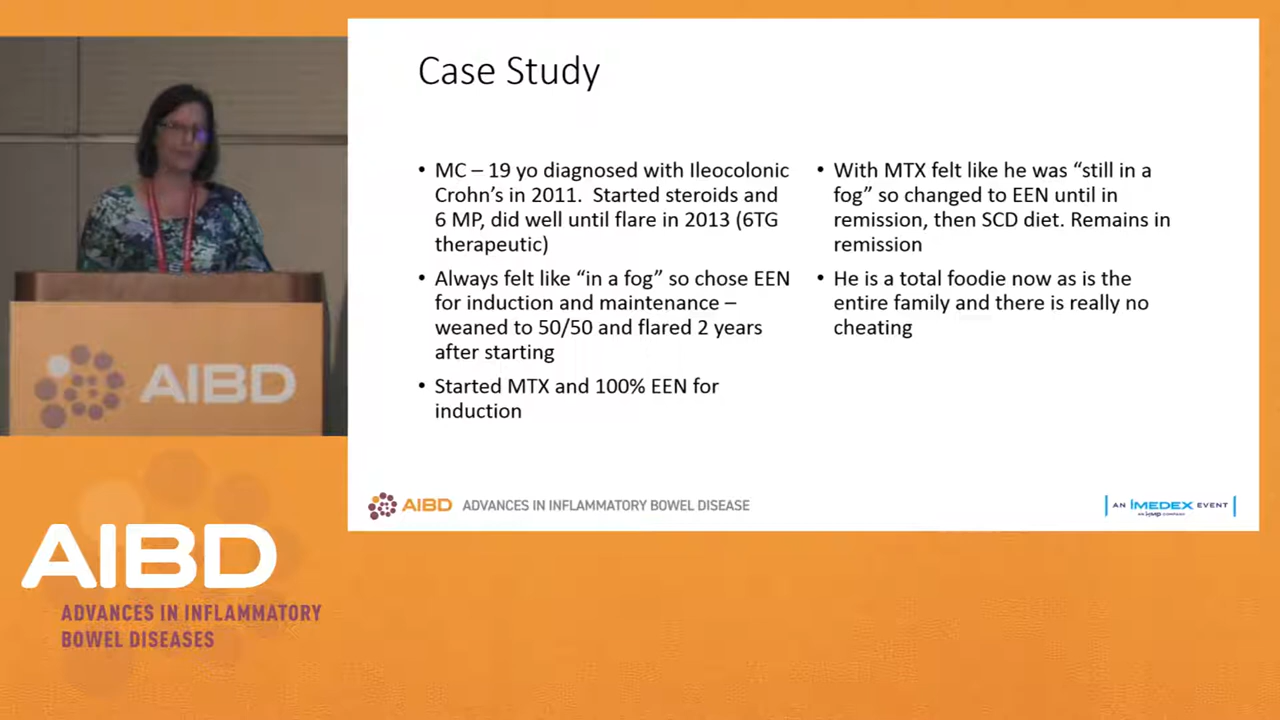 Case Study
• MC – 19 yo diagnosed with Ileocolonic
Crohn's in 2011. Started steroids and
6 MP, did well until flare in 2013 (6TG
therapeutic)
• Always felt like "in a fog" so chose EEN
for induction and maintenance –
weaned to 50/50 and flared 2 years
after starting
• Started MTX and 100% EEN for
induction
• With MTX felt like he was "still in a
fog" so changed to EEN until in
remission, then SCD diet. Remains in
remission
• He is a total foodie now as is the
entire family and there is really no
cheating
AIBD ADVANCES IN INFLAMMATORY BOWEL DISEASE
AN IMEDEX EVENT
AIBD
AIBD
ADVANCES IN INFLAMMATORY
BOWEL DISEASES